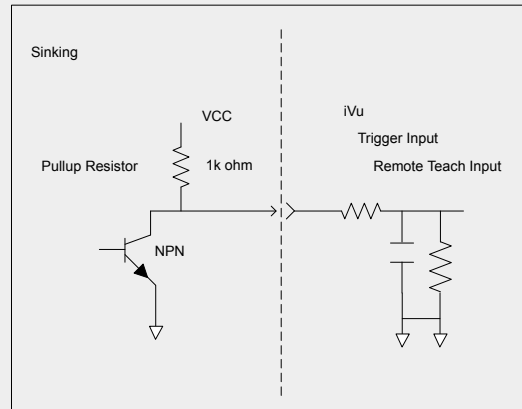 Sinking
VCC
Pullup Resistor
1k ohm
NPN
iVu
Trigger Input
Remote Teach Input